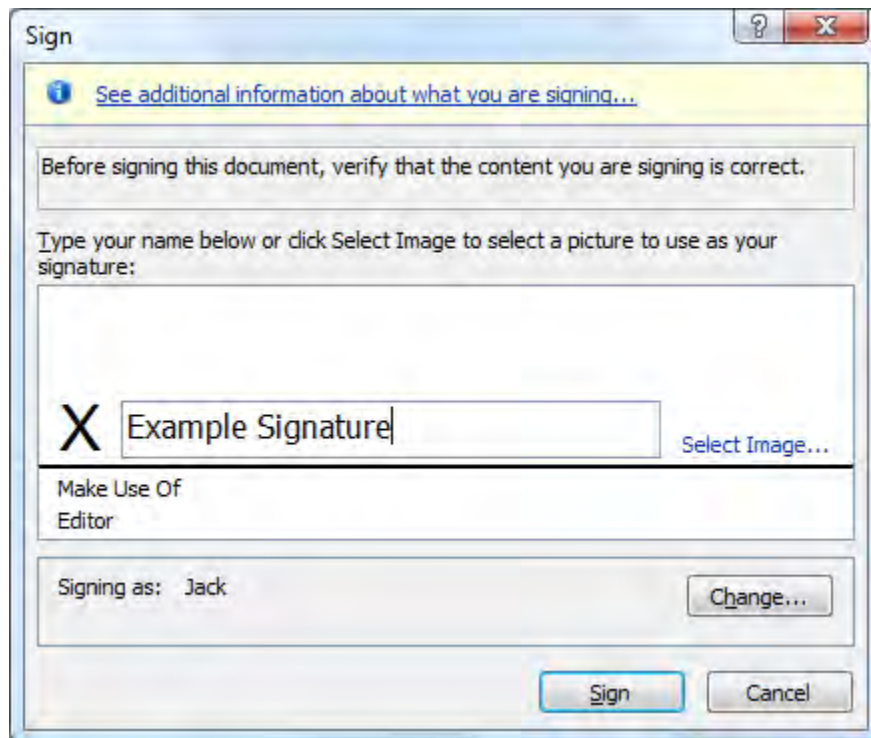 Sign
?
X
i
See additional information about what you are signing...
Before signing this document, verify that the content you are signing is correct.
Type your name below or click Select Image to select a picture to use as your
signature:
X Example Signature Select Image...
Make Use Of
Editor
Signing as: Jack Change...
Sign Cancel